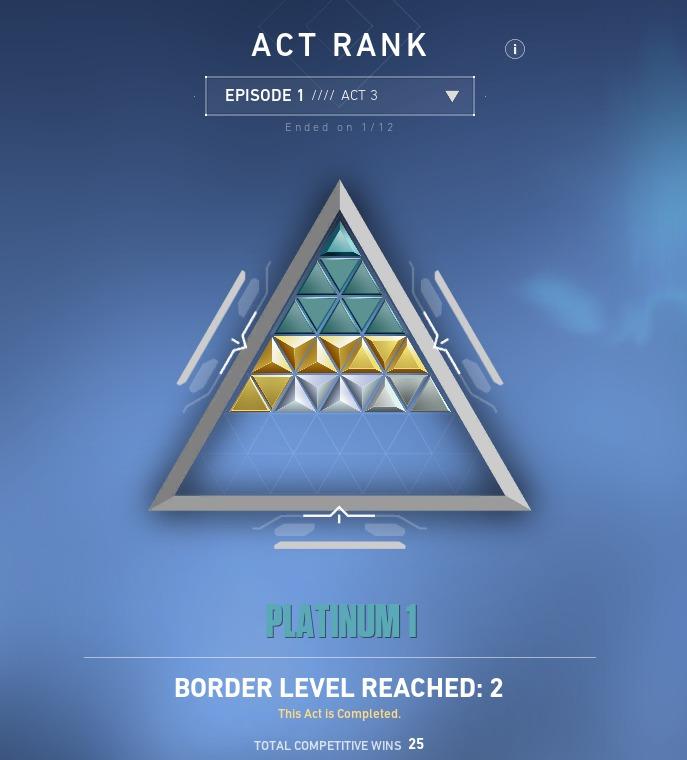 ACT RANK
i
EPISODE 1 //// ACT 3
Ended on 1/12
PLATINUM 1
BORDER LEVEL REACHED: 2
This Act is Completed.
TOTAL COMPETITIVE WINS 25